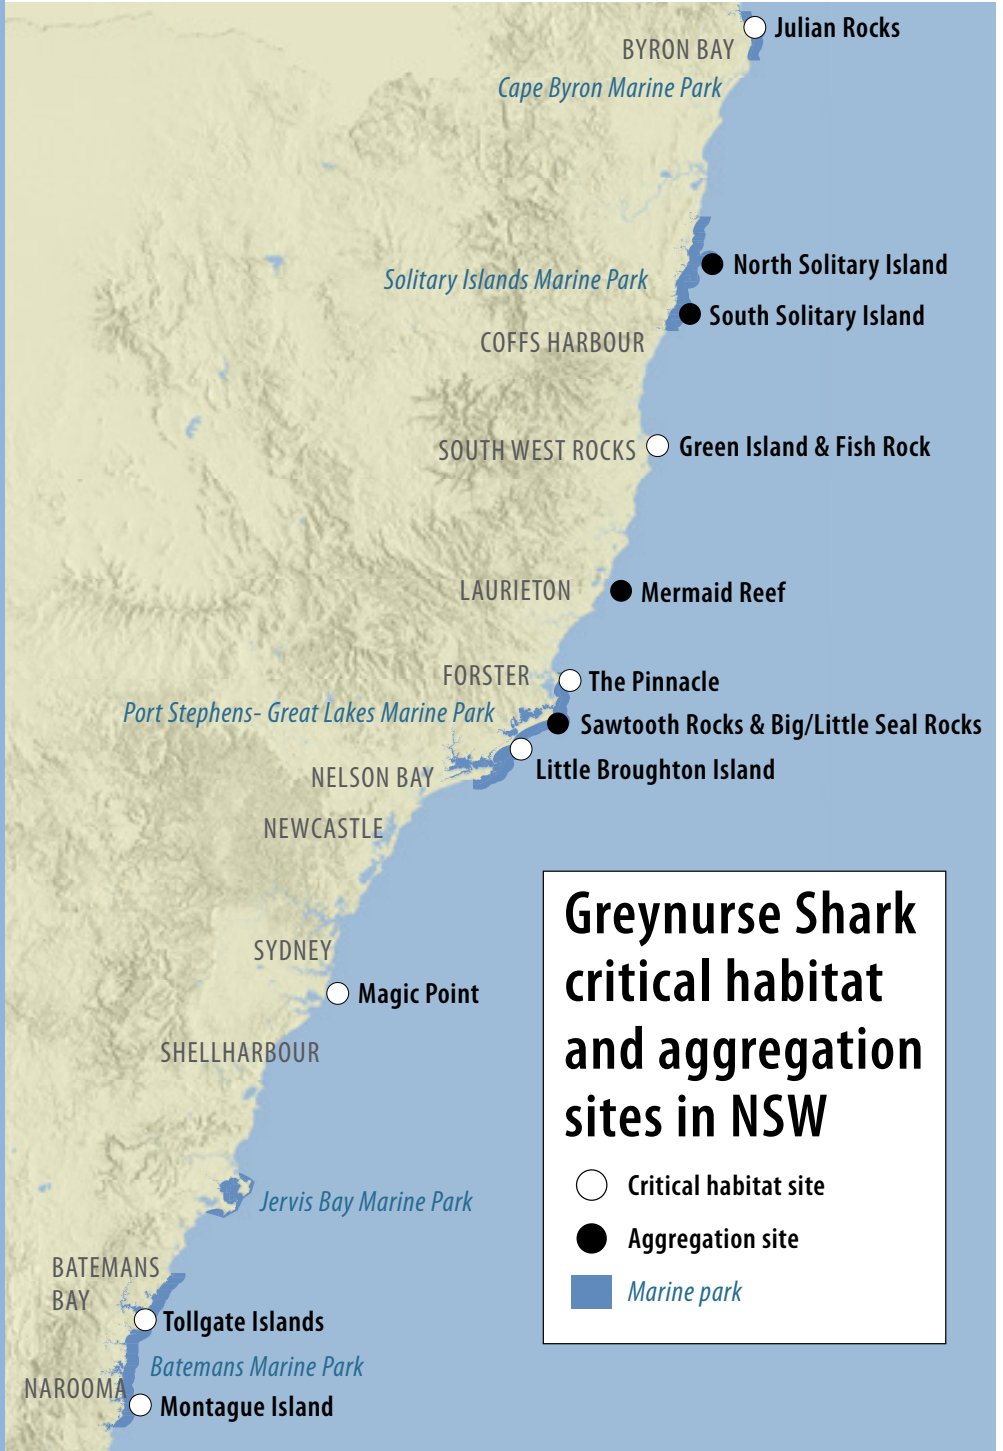 Julian Rocks
BYRON BAY
Cape Byron Marine Park
North Solitary Island
Solitary Islands Marine Park
South Solitary Island
COFFS HARBOUR
SOUTH WEST ROCKS
Green Island & Fish Rock
LAURIETON
Mermaid Reef
FORSTER
The Pinnacle
Port Stephens- Great Lakes Marine Park
Sawtooth Rocks & Big/Little Seal Rocks
Little Broughton Island
NELSON BAY
NEWCASTLE
SYDNEY
Magic Point
SHELLHARBOUR
Jervis Bay Marine Park
BATEMANS
BAY
Tollgate Islands
Batemans Marine Park
NAROOMA
Montague Island
Greynurse Shark
critical habitat
and aggregation
sites in NSW
Critical habitat site
Aggregation site
Marine park